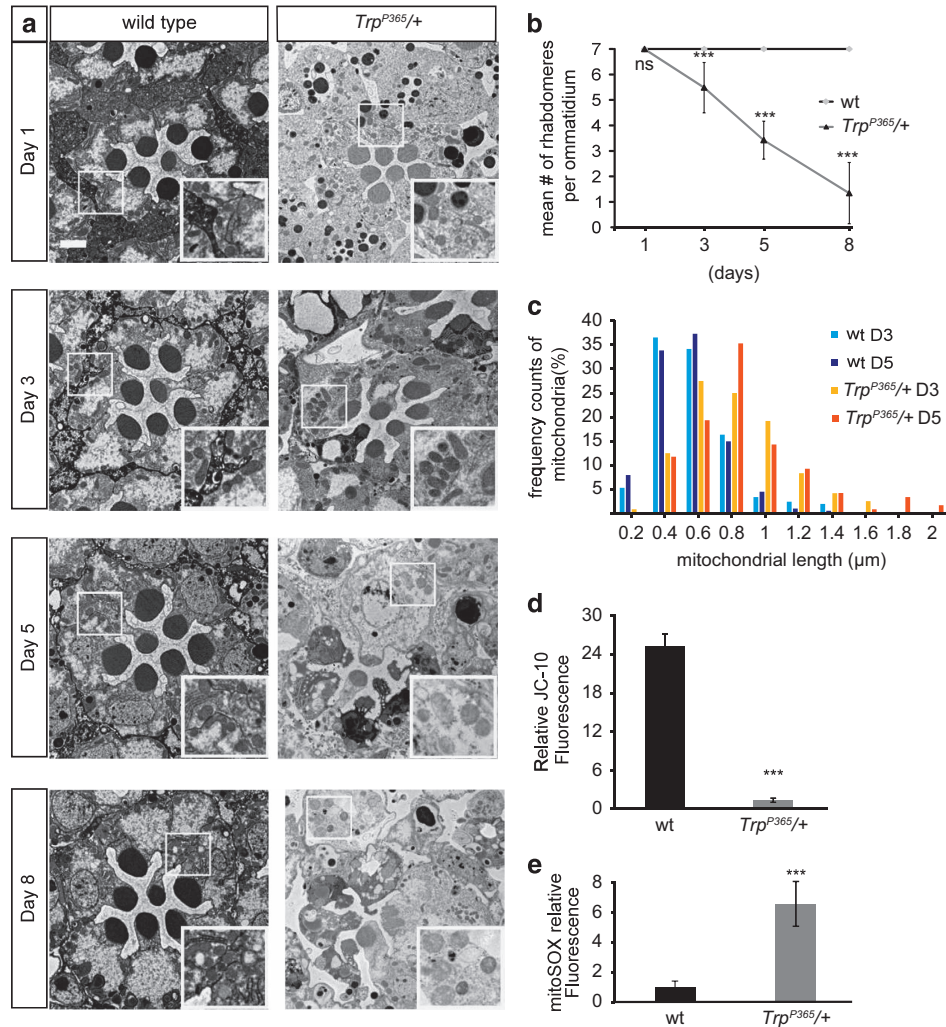 a
wild type
Trp^P365/+
Day 1
Day 3
Day 5
Day 8
b
mean # of rhabdomeres
per ommatidium
7
6
5
4
3
2
1
0
ns
***
***
***
wt
Trp^P365/+
1 3 5 8
(days)
c
frequency counts of
mitochondria(%)
40
35
30
25
20
15
10
5
wt D3
wt D5
Trp^P365/+ D3
Trp^P365/+ D5
0.2 0.4 0.6 0.8 1 1.2 1.4 1.6 1.8 2
mitochondrial length (µm)
d
Relative JC-10
Fluorescence
30
24
18
12
6
0
***
wt
Trp^P365/+
e
mitoSOX relative
Fluorescence
8
6
4
2
0
***
wt
Trp^P365/+